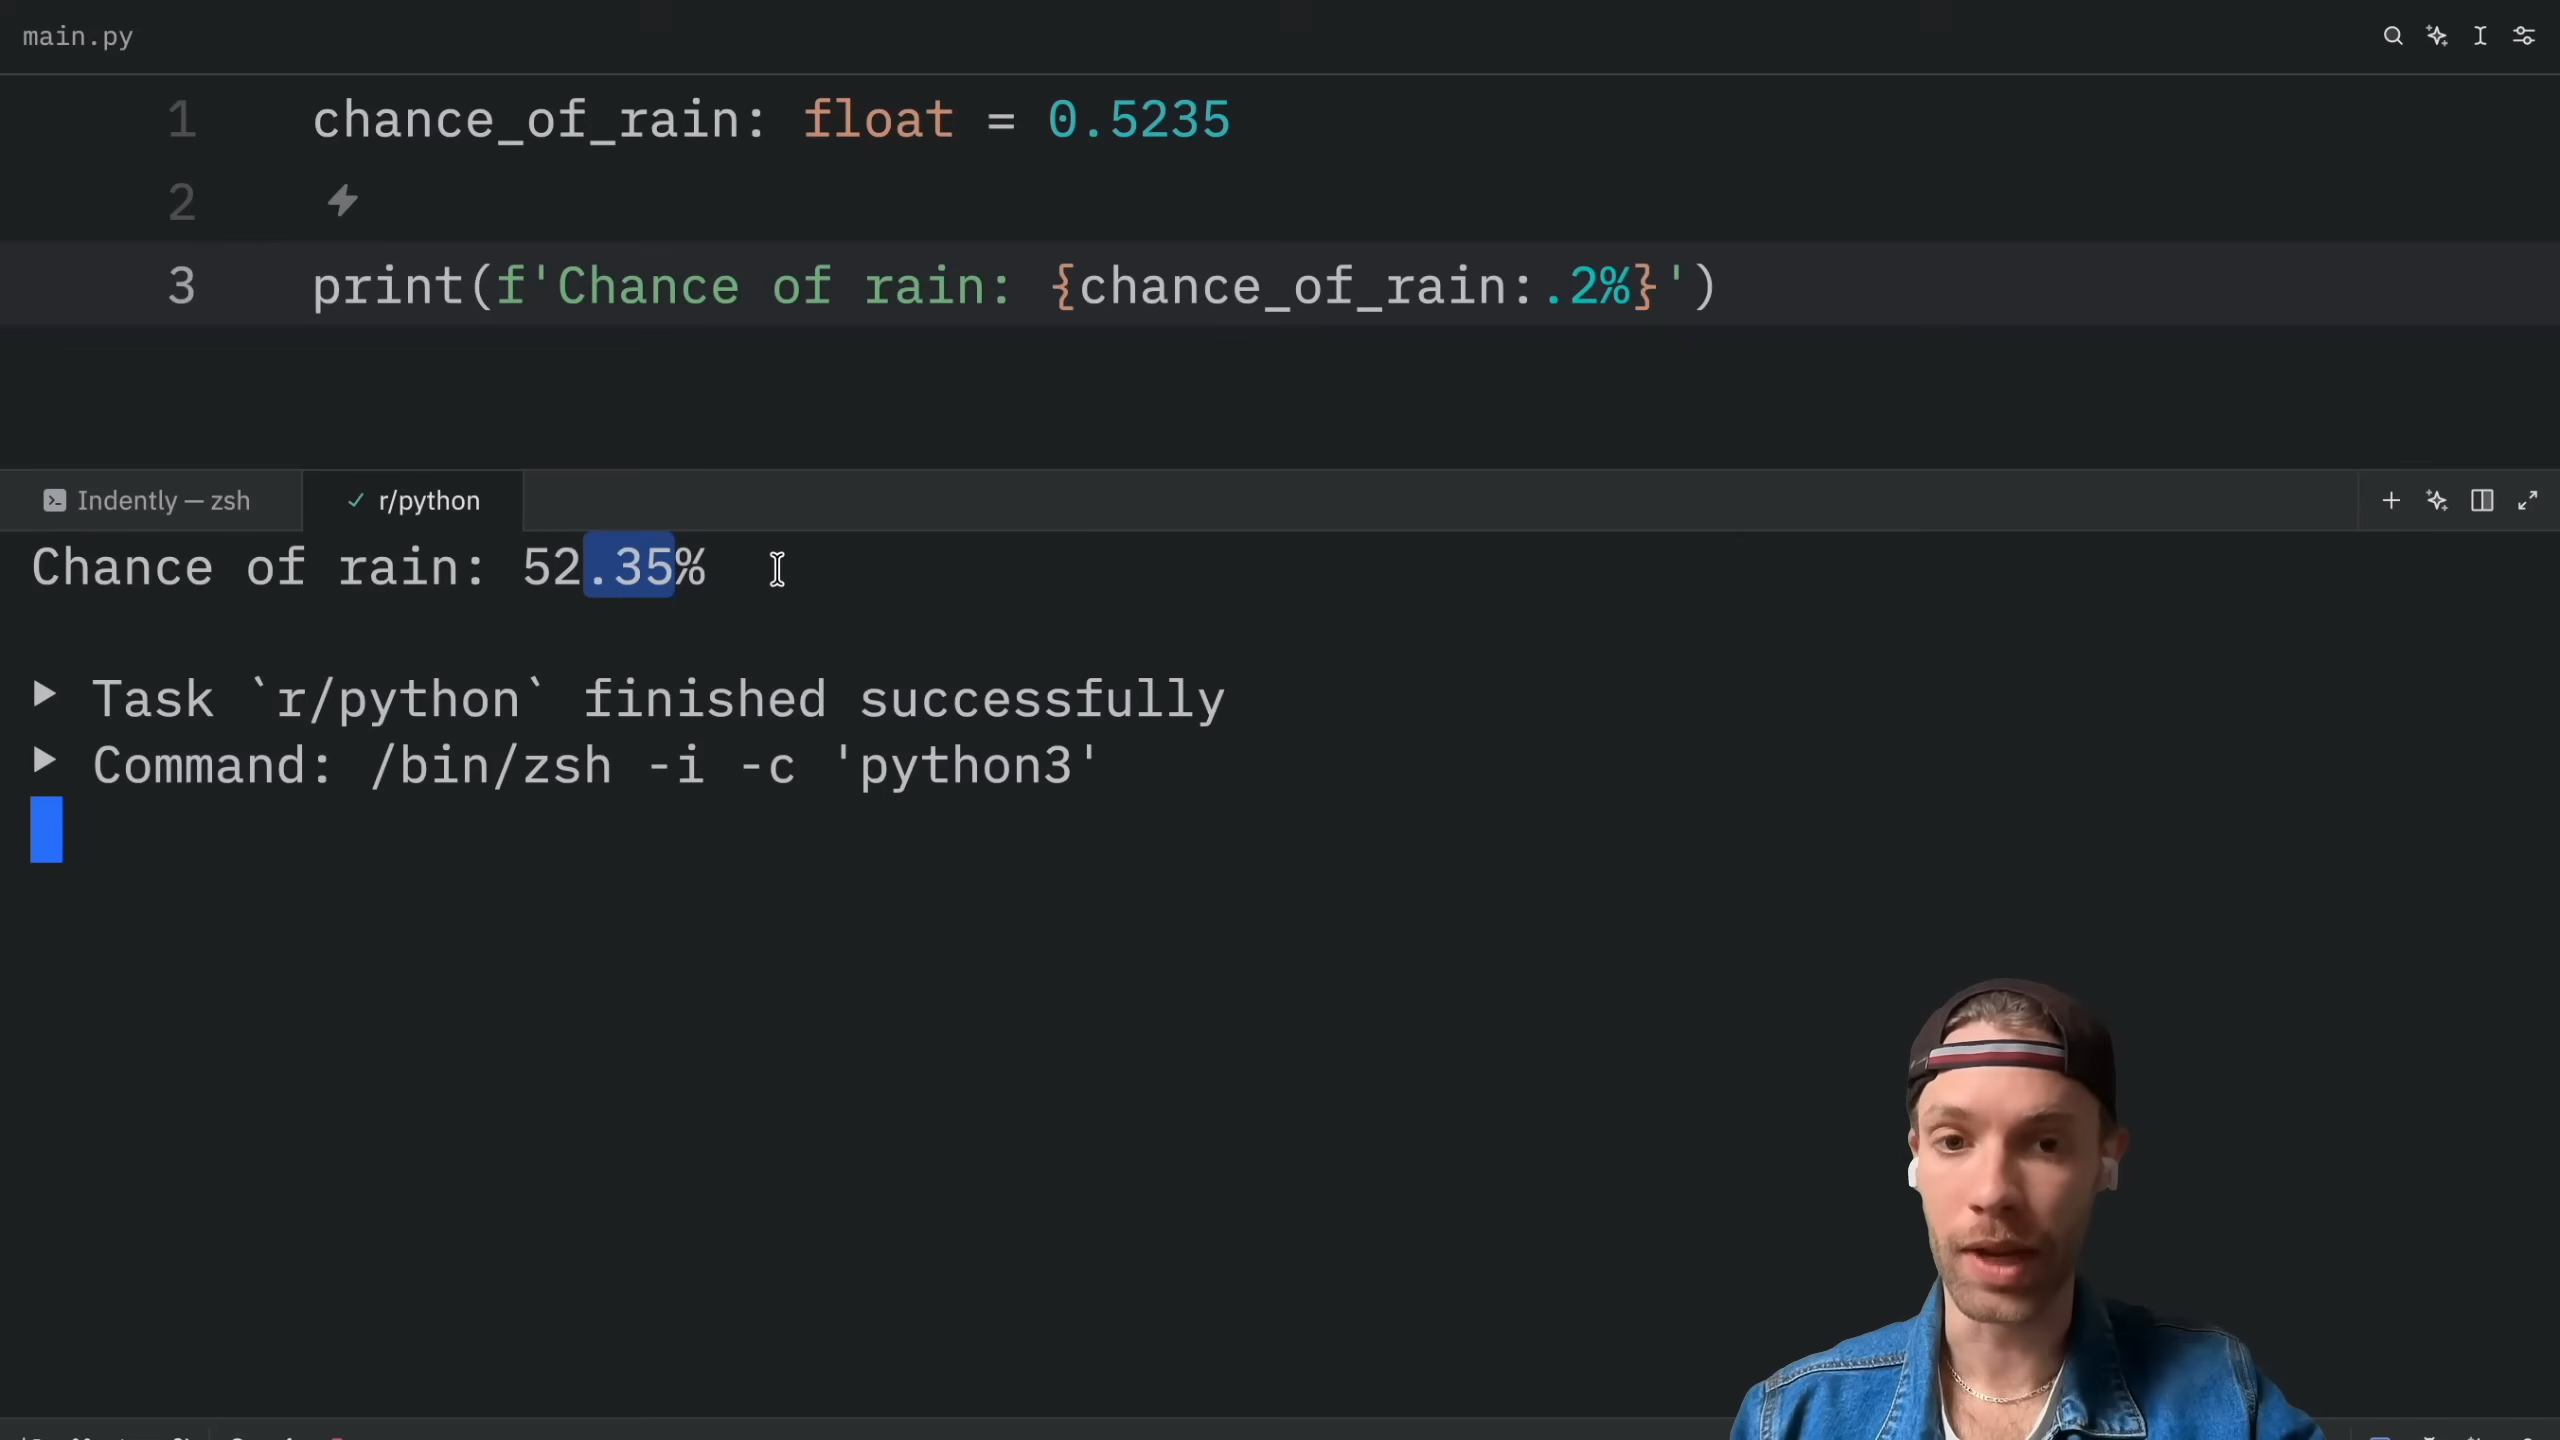 main.py
1 chance_of_rain: float = 0.5235
2
3 print(f'Chance of rain: {chance_of_rain:.2%}')
Indently — zsh
r/python
Chance of rain: 52.35%
Task `r/python` finished successfully
Command: /bin/zsh -i -c 'python3'